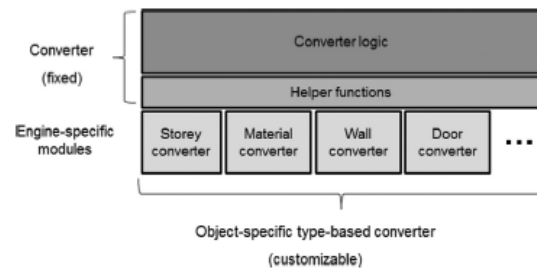 Converter
(fixed)
Converter logic
Helper functions
Engine-specific
modules
Storey
converter
Material
converter
Wall
converter
Door
converter
...
Object-specific type-based converter
(customizable)